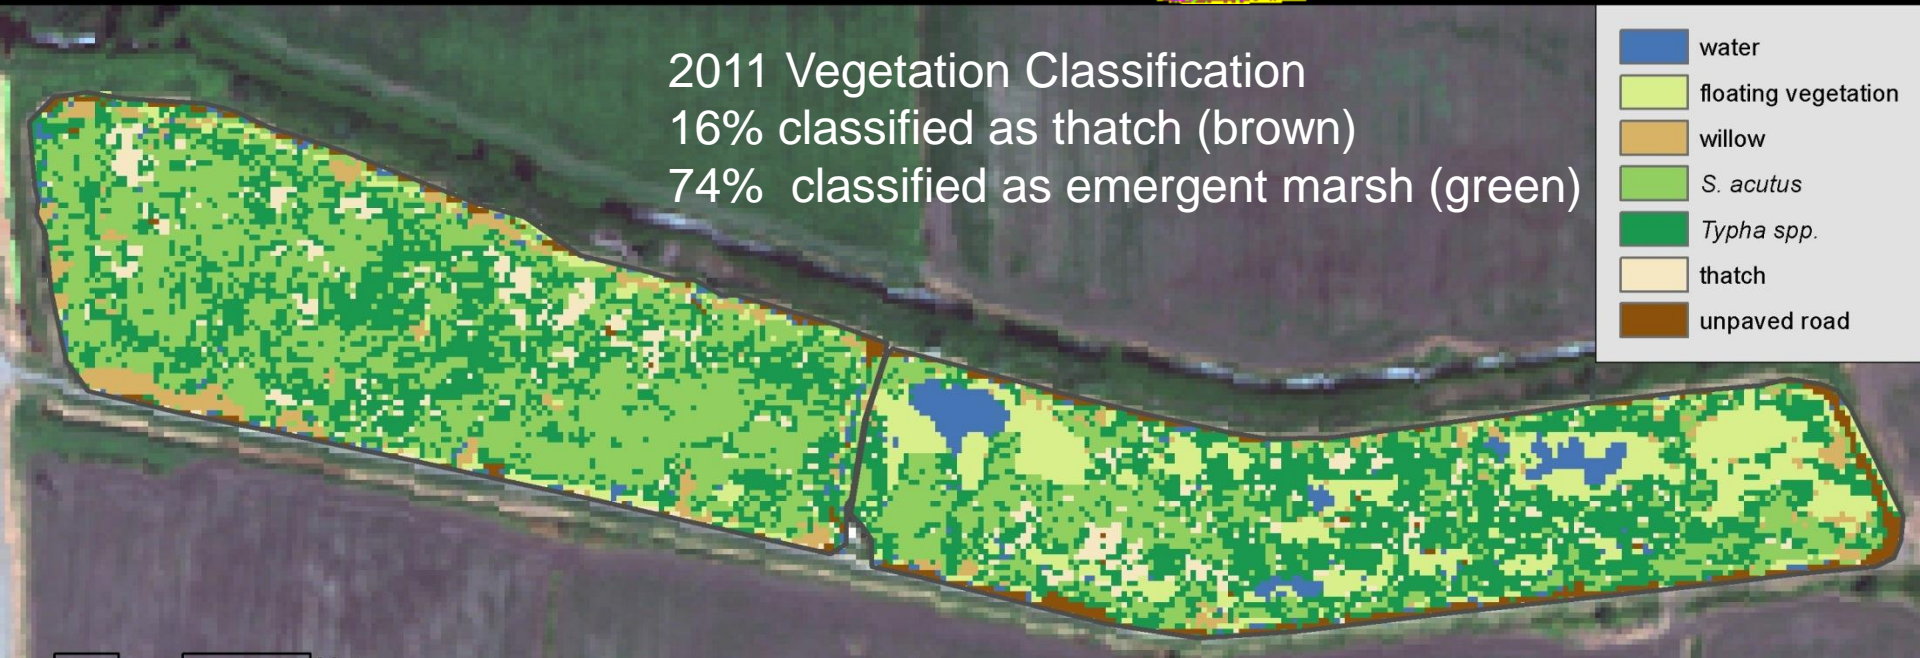 2011 Vegetation Classification
16% classified as thatch (brown)
74% classified as emergent marsh (green)
water
floating vegetation
willow
S. acutus
Typha spp.
thatch
unpaved road